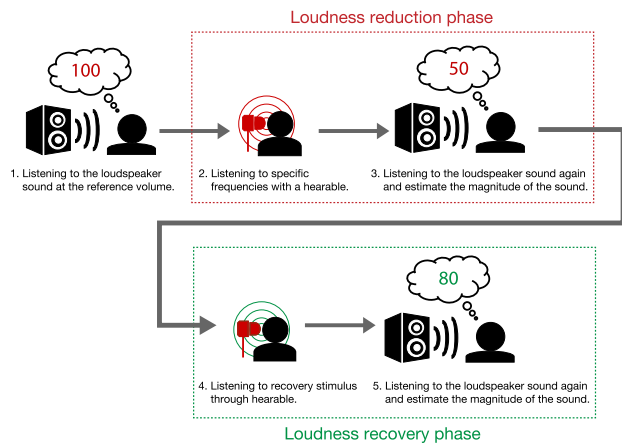 Loudness reduction phase
100
50
1. Listening to the loudspeaker
sound at the reference volume.
2. Listening to specific
frequencies with a hearable.
3. Listening to the loudspeaker sound again
and estimate the magnitude of the sound.
80
4. Listening to recovery stimulus
through hearable.
5. Listening to the loudspeaker sound again
and estimate the magnitude of the sound.
Loudness recovery phase